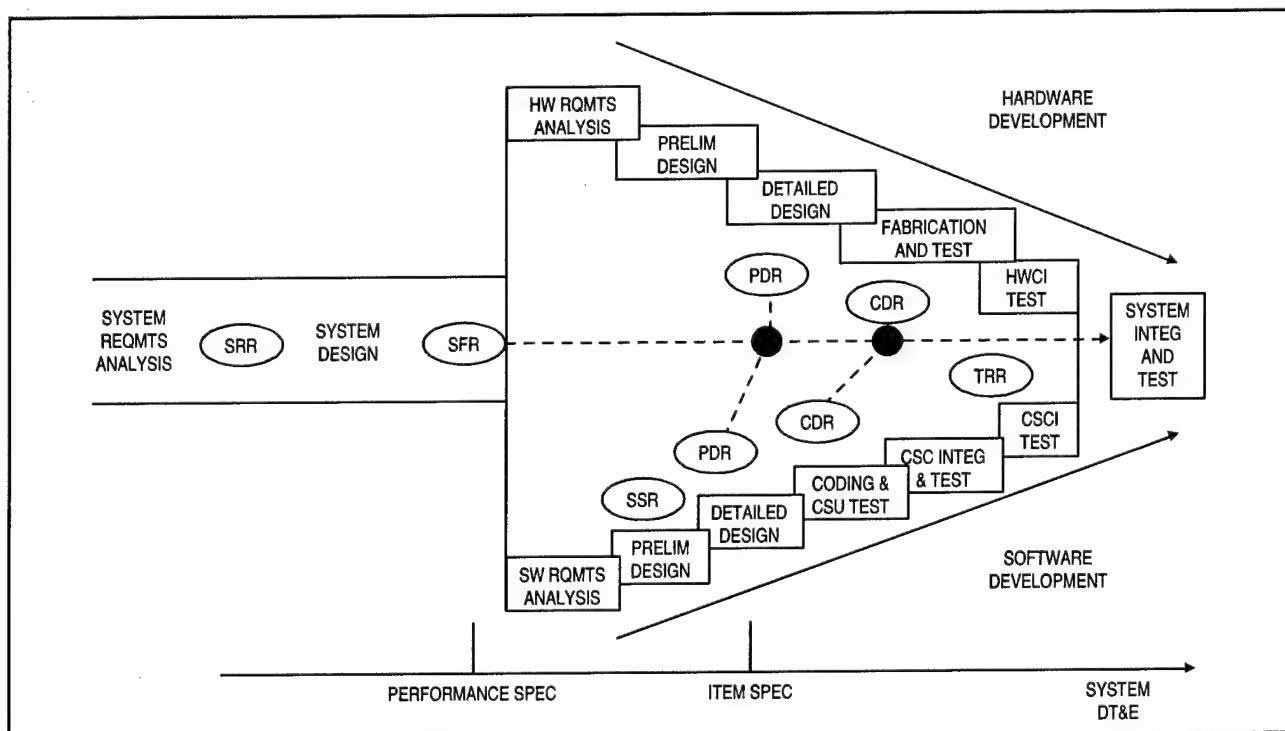 HW RQMTS
ANALYSIS
PRELIM
DESIGN
DETAILED
DESIGN
FABRICATION
AND TEST
HWCI
TEST
HARDWARE
DEVELOPMENT
SYSTEM
REQMTS
ANALYSIS
SRR
SYSTEM
DESIGN
SFR
PDR
CDR
SYSTEM
INTEG
AND
TEST
TRR
CDR
PDR
SSR
SW RQMTS
ANALYSIS
PRELIM
DESIGN
DETAILED
DESIGN
CODING &
CSU TEST
CSC INTEG
& TEST
CSCI
TEST
SOFTWARE
DEVELOPMENT
PERFORMANCE SPEC
ITEM SPEC
SYSTEM
DT&E